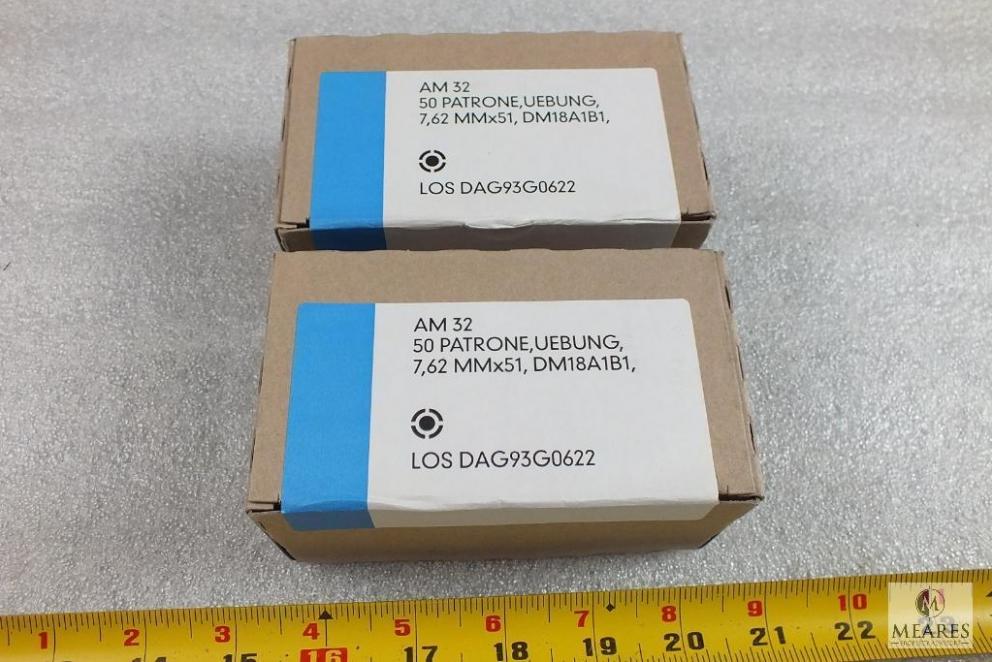 AM 32
50 PATRONE,UEBUNG,
7,62 MMx51, DM18A1B1,
LOS DAG93G0622
AM 32
50 PATRONE,UEBUNG,
7,62 MMx51, DM18A1B1,
LOS DAG93G0622
1 2 3 4 5 6 7 8 9 10
14 15 16 17 18 19 20 21 22
MEARES